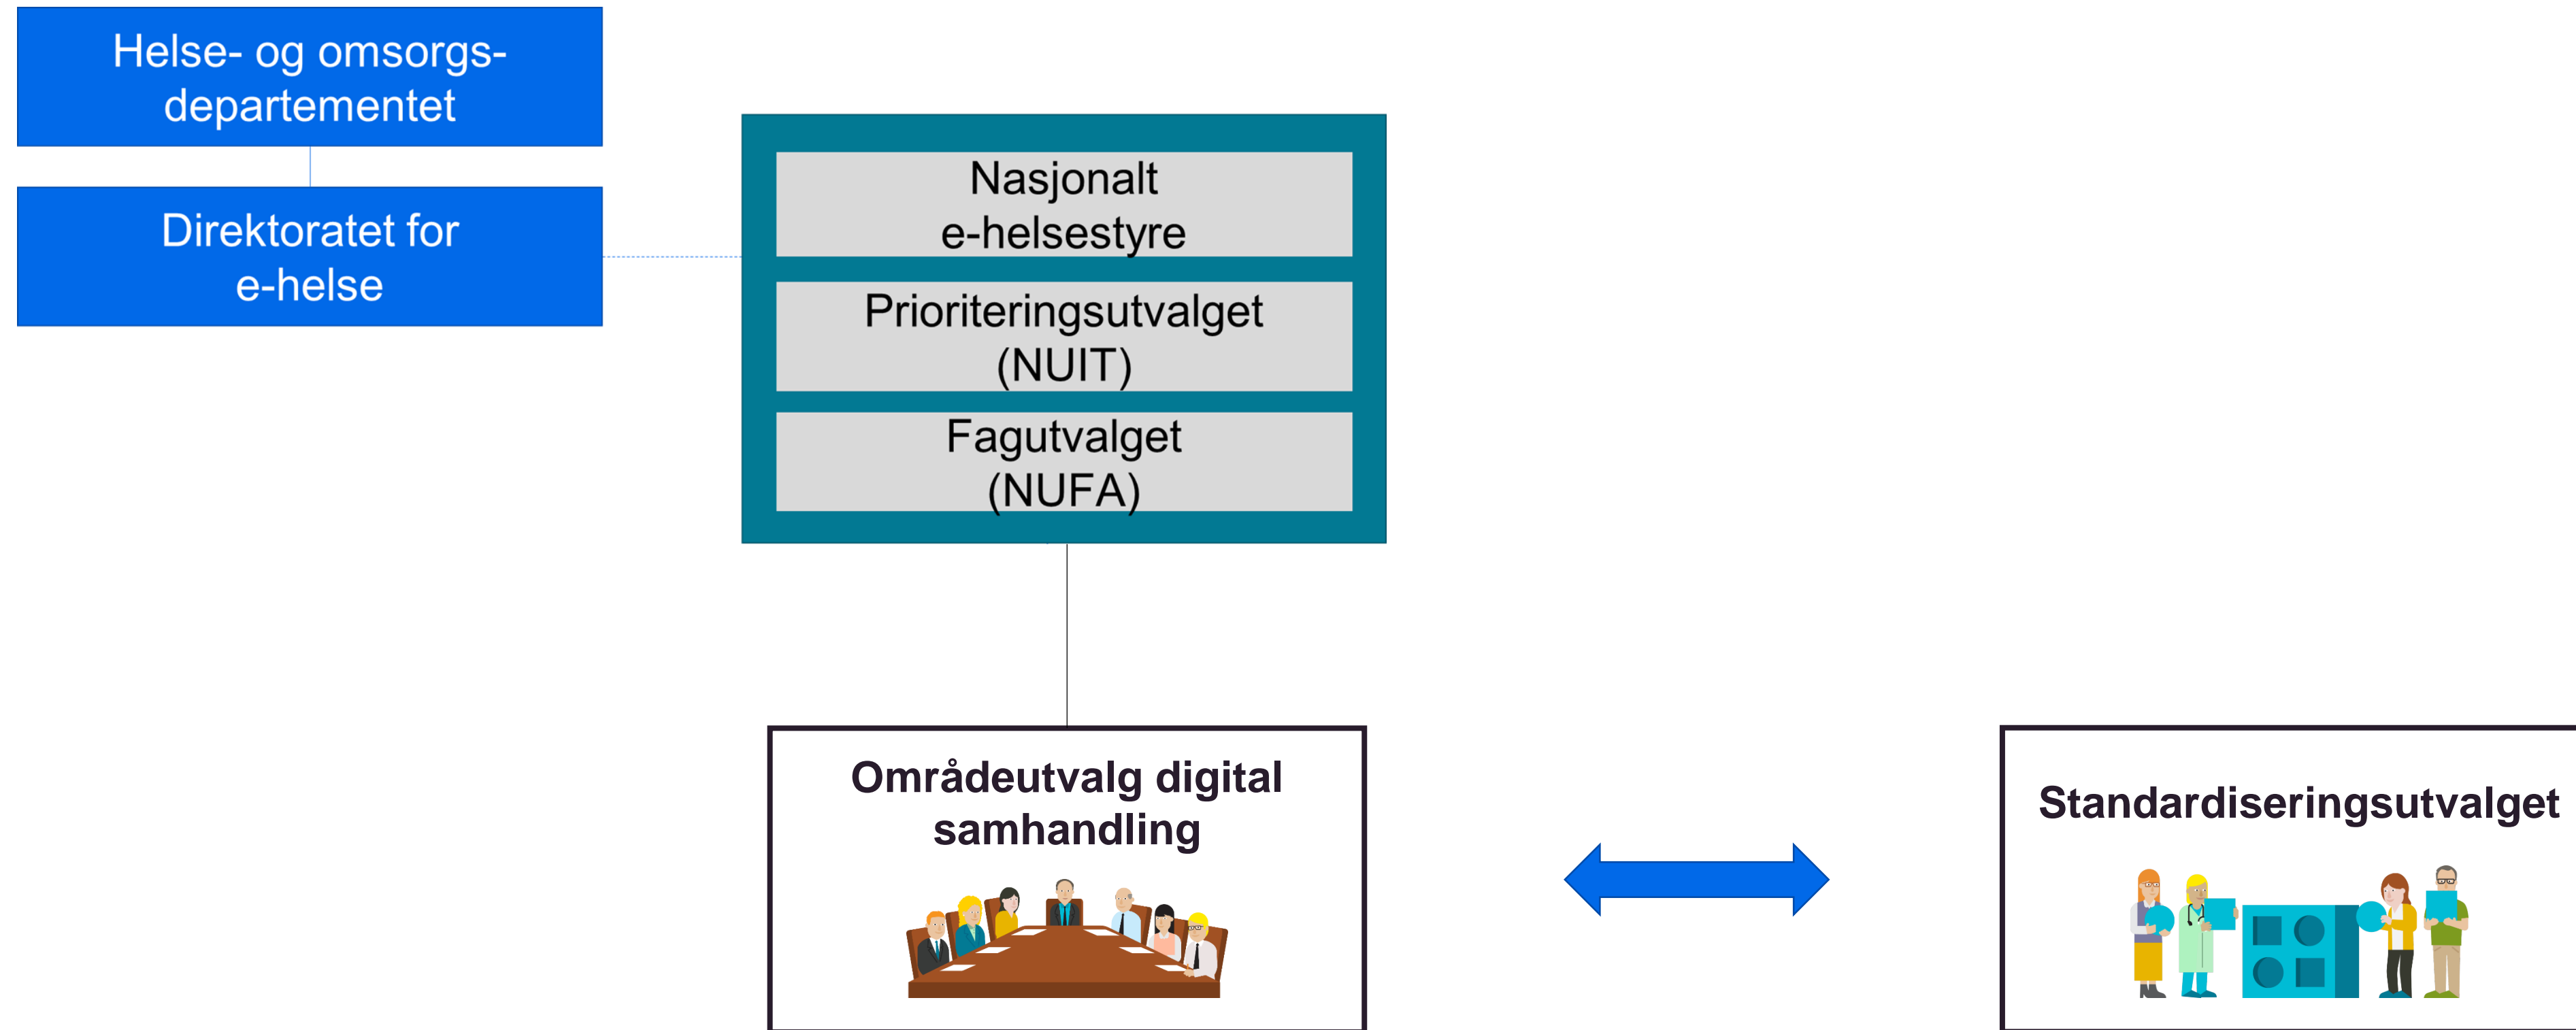 Helse- og omsorgs-
departementet
Direktoratet for
e-helse
Nasjonalt
e-helsestyre
Prioriteringsutvalget
(NUIT)
Fagutvalget
(NUFA)
Områdeutvalg digital
samhandling
Standardiseringsutvalget